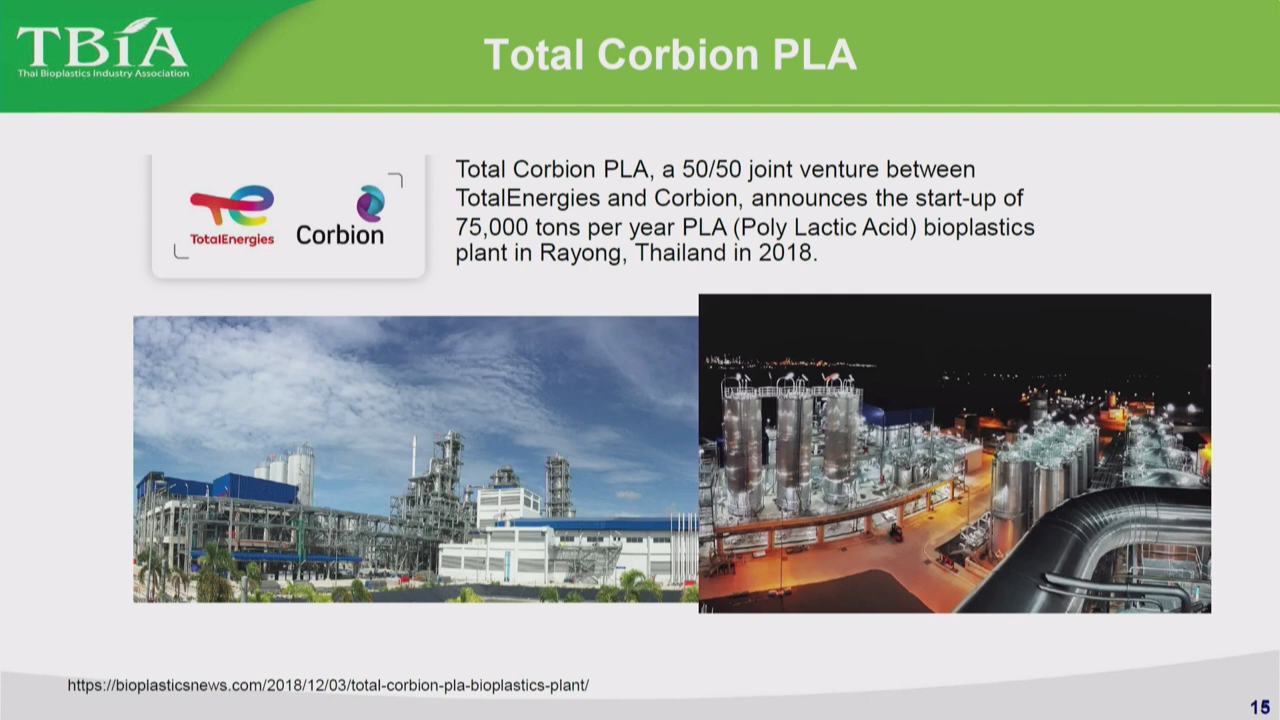 TBiA
Thai Bioplastics Industry Association
Total Corbion PLA
TotalEnergies
Corbion
Total Corbion PLA, a 50/50 joint venture between
TotalEnergies and Corbion, announces the start-up of
75,000 tons per year PLA (Poly Lactic Acid) bioplastics
plant in Rayong, Thailand in 2018.
https://bioplasticsnews.com/2018/12/03/total-corbion-pla-bioplastics-plant/
15